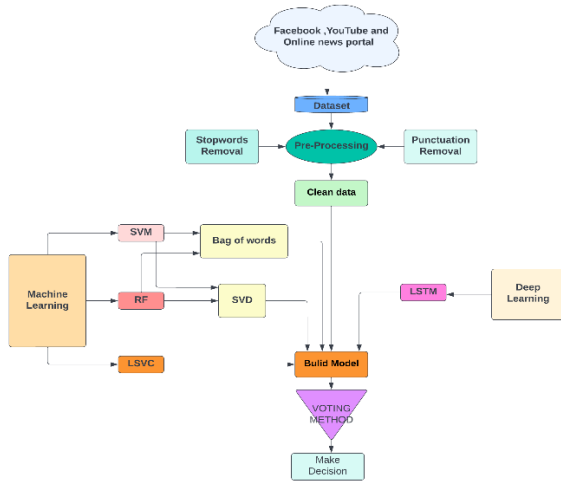 Facebook ,YouTube and
Online news portal
Dataset
Stopwords
Removal
Pre-Processing
Punctuation
Removal
Clean data
SVM
Bag of words
Machine
Learning
RF
SVD
LSTM
Deep
Learning
LSVC
Bulid Model
VOTING
METHOD
Make
Decision